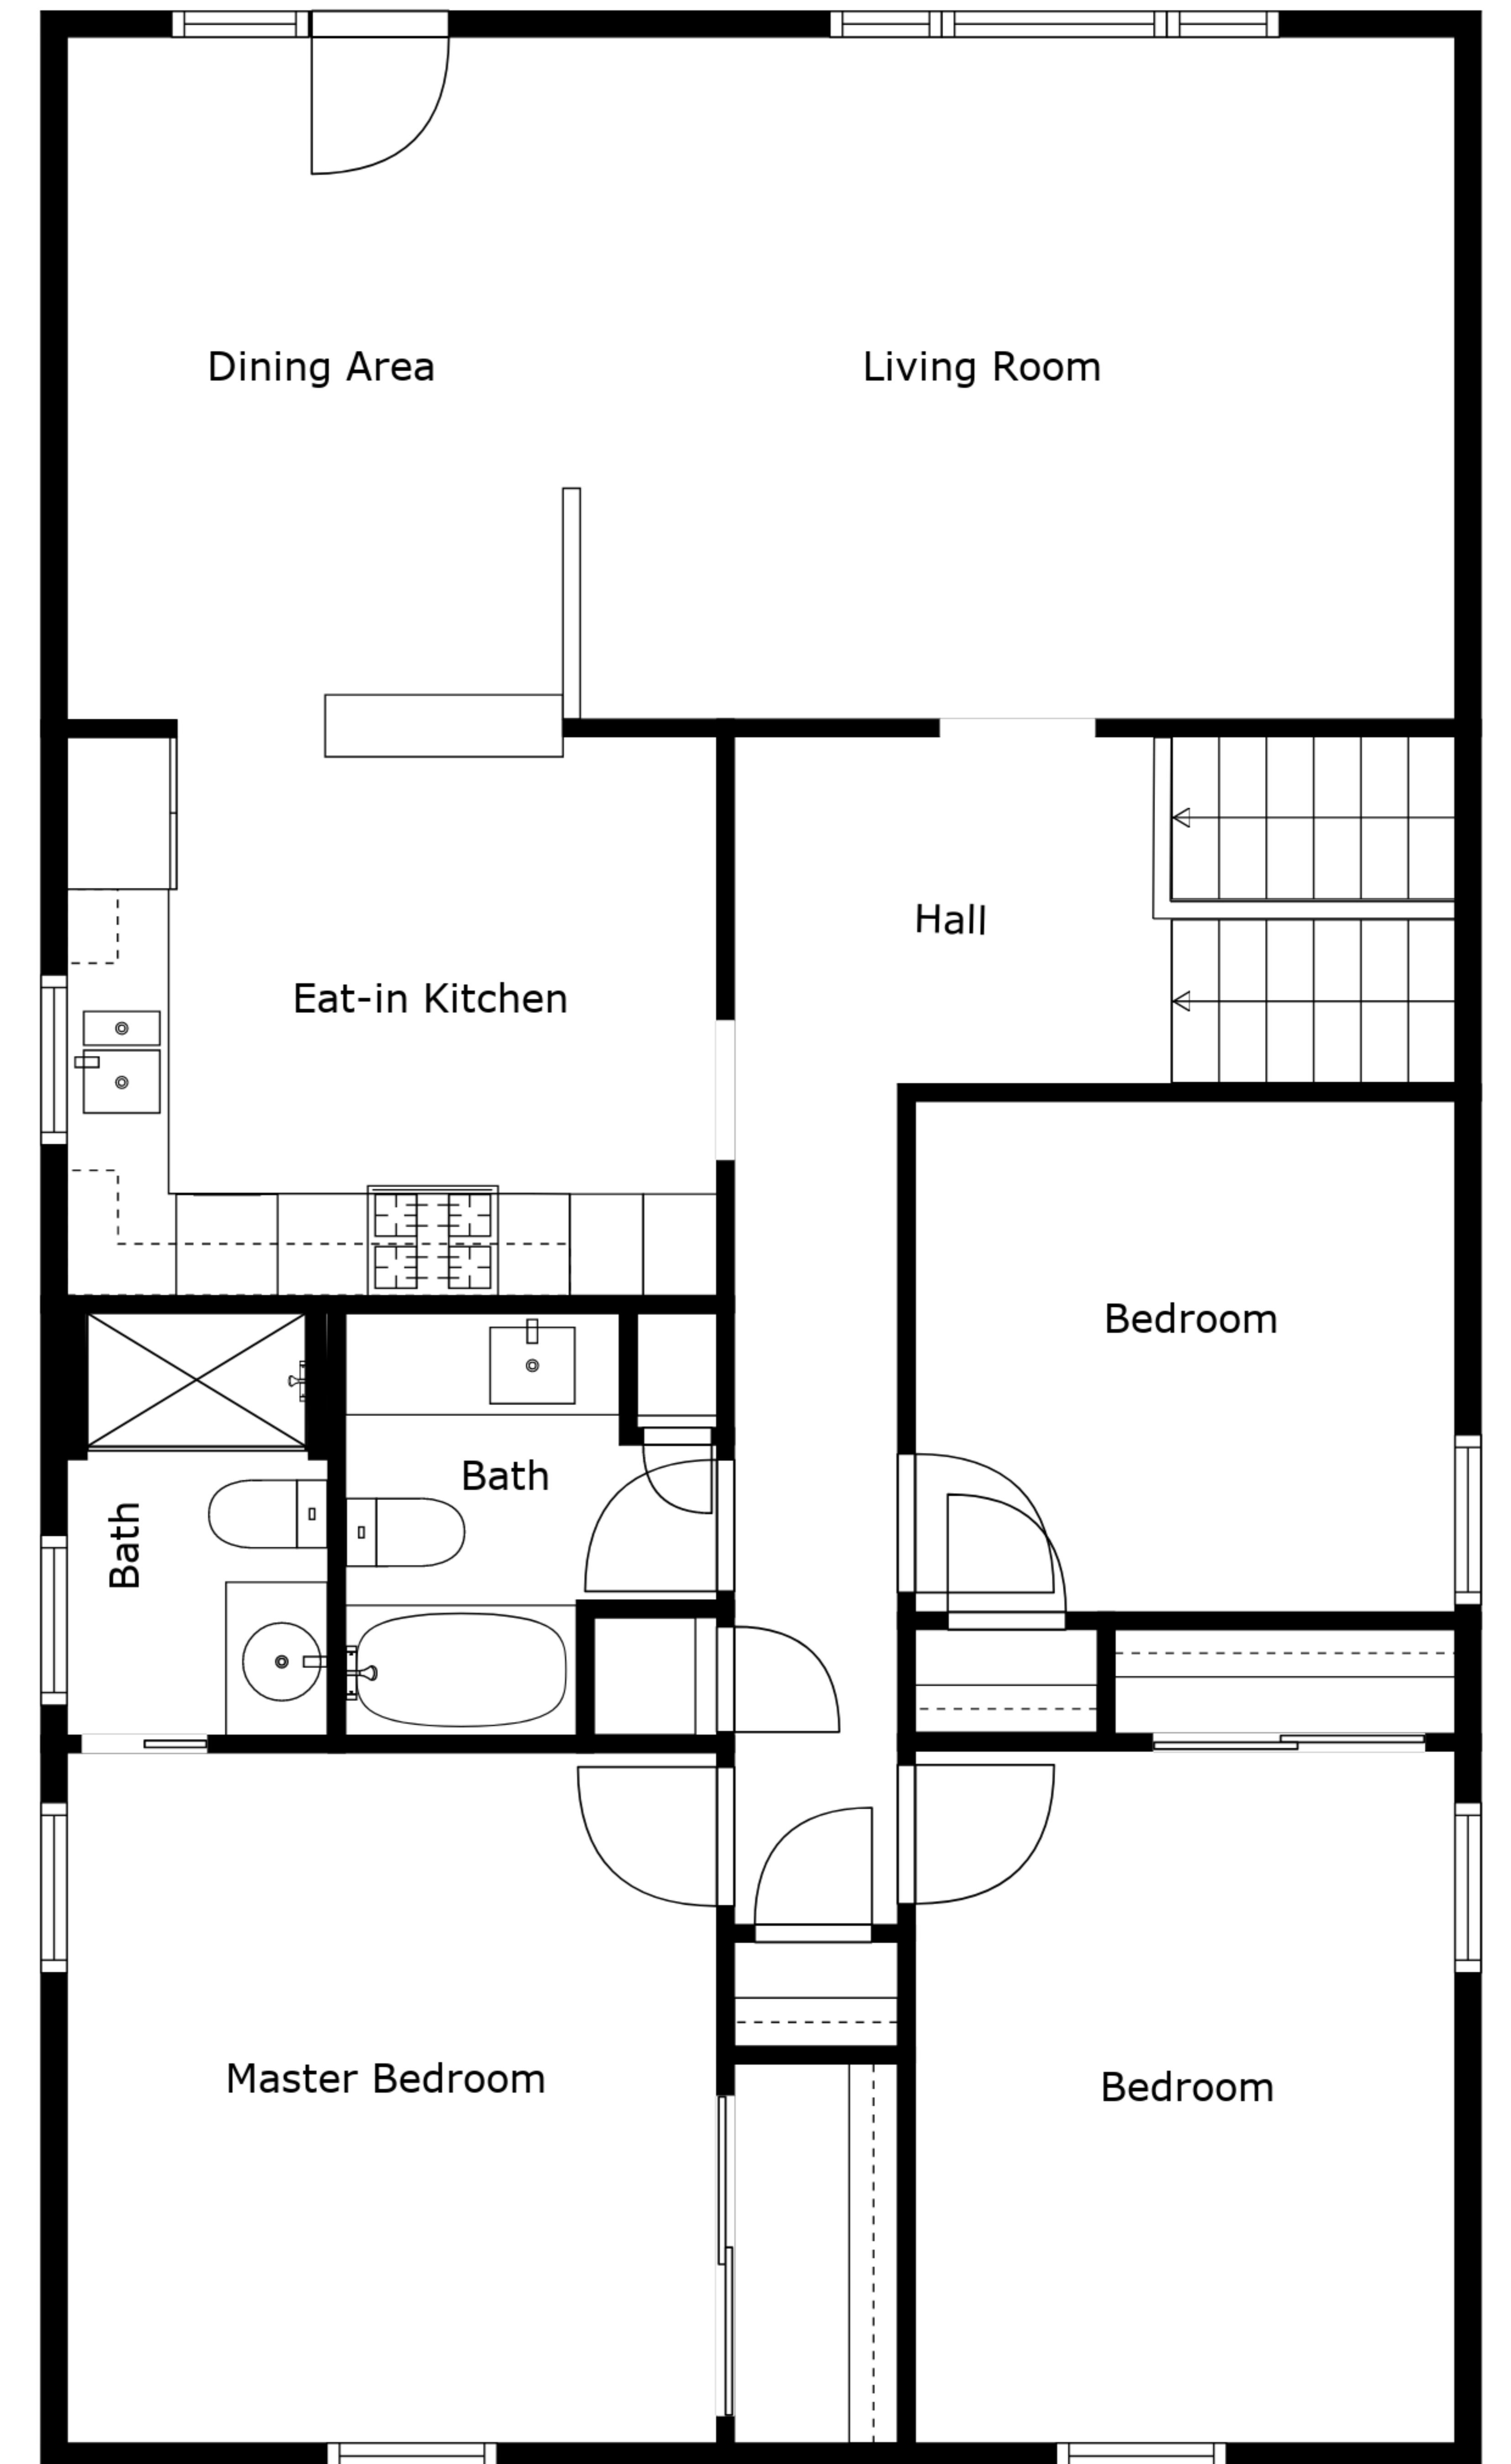 Dining Area
Living Room
Hall
Eat-in Kitchen
Bedroom
Bath
Bath
Master Bedroom
Bedroom